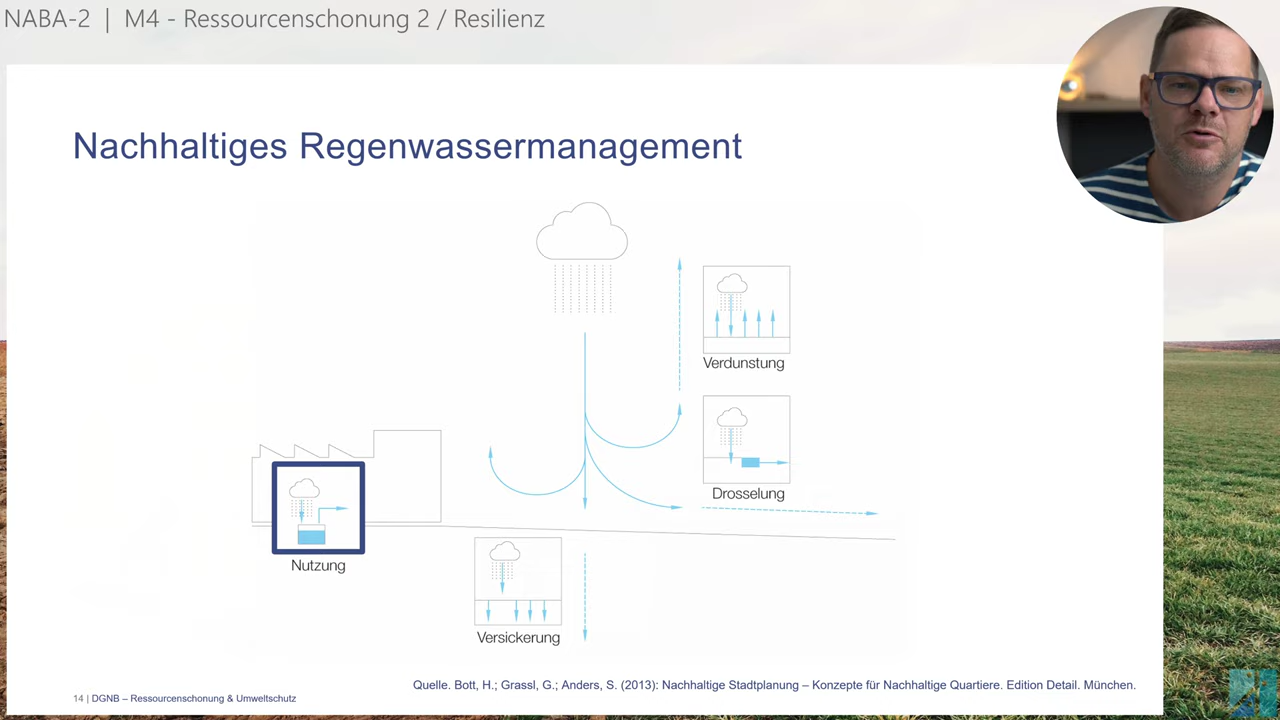 NABA-2 | M4 - Ressourcenschonung 2 / Resilienz
Nachhaltiges Regenwassermanagement
Verdunstung
Drosselung
Nutzung
Versickerung
Quelle. Bott, H.; Grassl, G.; Anders, S. (2013): Nachhaltige Stadtplanung – Konzepte für Nachhaltige Quartiere. Edition Detail. München.
14 | DGNB – Ressourcenschonung & Umweltschutz